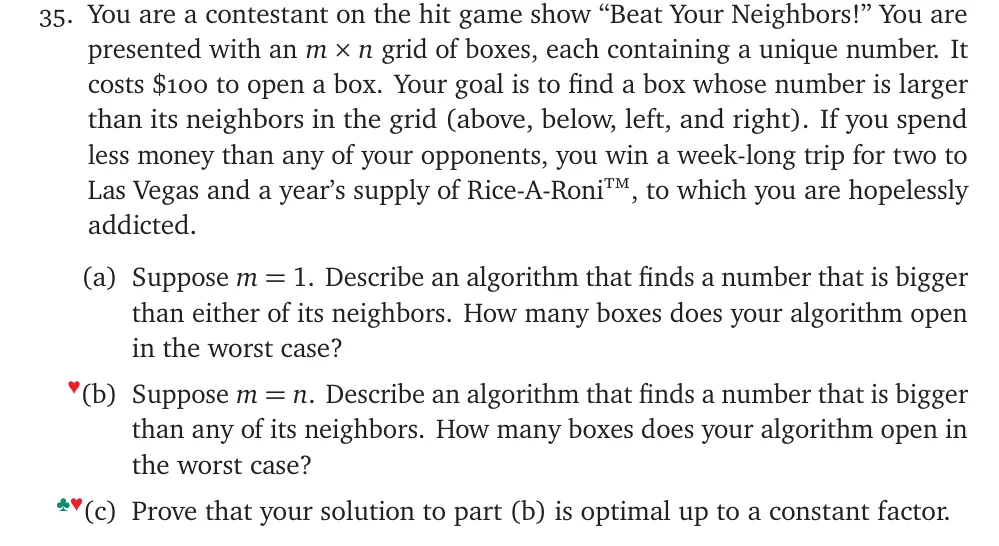 35. You are a contestant on the hit game show “Beat Your Neighbors!” You are
presented with an m × n grid of boxes, each containing a unique number. It
costs $100 to open a box. Your goal is to find a box whose number is larger
than its neighbors in the grid (above, below, left, and right). If you spend
less money than any of your opponents, you win a week-long trip for two to
Las Vegas and a year’s supply of Rice-A-Roni™, to which you are hopelessly
addicted.
(a) Suppose m = 1. Describe an algorithm that finds a number that is bigger
than either of its neighbors. How many boxes does your algorithm open
in the worst case?
♥(b) Suppose m = n. Describe an algorithm that finds a number that is bigger
than any of its neighbors. How many boxes does your algorithm open in
the worst case?
♣♥(c) Prove that your solution to part (b) is optimal up to a constant factor.